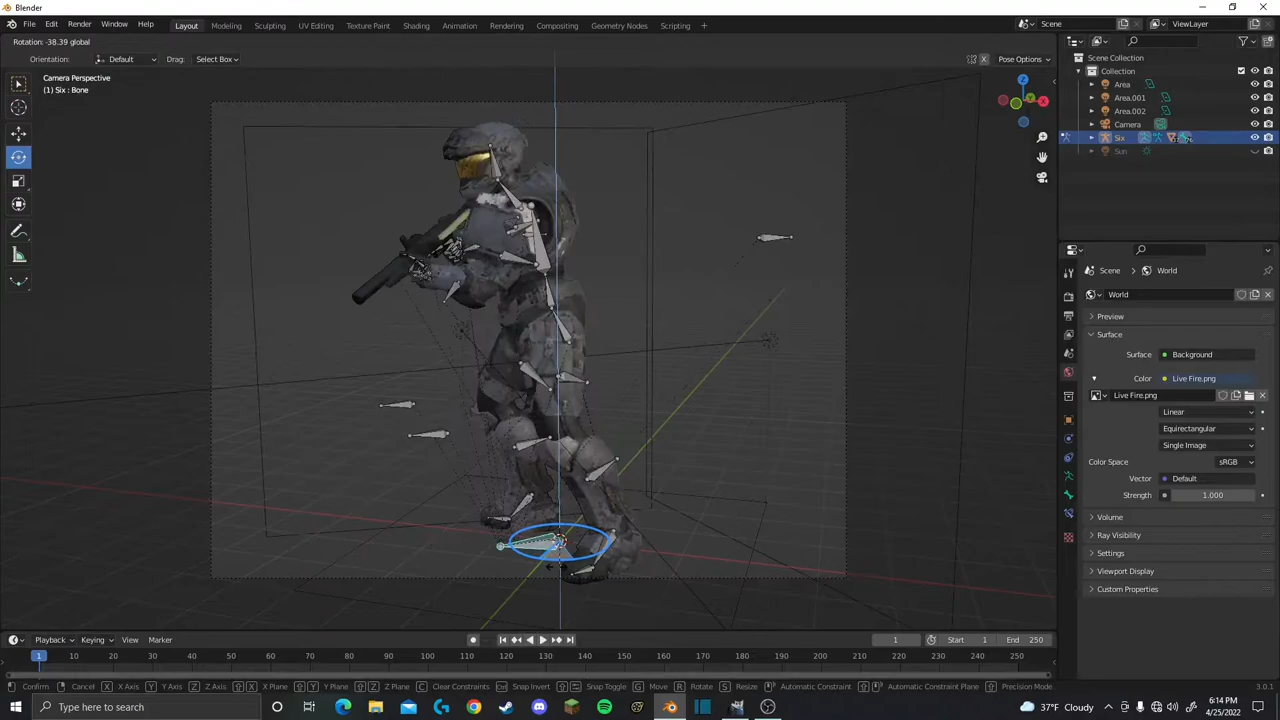 Blender
File Edit Render Window Help Layout Modeling Sculpting UV Editing Texture Paint Shading Animation Rendering Compositing Geometry Nodes Scripting + Scene ViewLayer
Rotation: -38.39 global
Orientation: Default Drag: Select Box X Pose Options
Camera Perspective
(1) Six : Bone
Scene Collection
Collection
Area
Area.001
Area.002
Camera
Six
Sun
Z
X
Scene World
World
Preview
Surface
Surface Background
Color Live Fire.png
Live Fire.png
Linear
Equirectangular
Single Image
Color Space sRGB
Vector Default
Strength 1.000
Volume
Ray Visibility
Settings
Viewport Display
Custom Properties
Playback Keying View Marker 1 Start 1 End 250
1 10 20 30 40 50 60 70 80 90 100 110 120 130 140 150 160 170 180 190 200 210 220 230 240 250
Confirm Cancel X X Axis Y Y Axis Z Z Axis X X Plane Y Y Plane Z Z Plane C Clear Constraints Snap Invert Snap Toggle G Move R Rotate S Resize Automatic Constraint Automatic Constraint Plane Precision Mode 3.0.1
Type here to search 37°F Cloudy 6:14 PM
4/25/2022